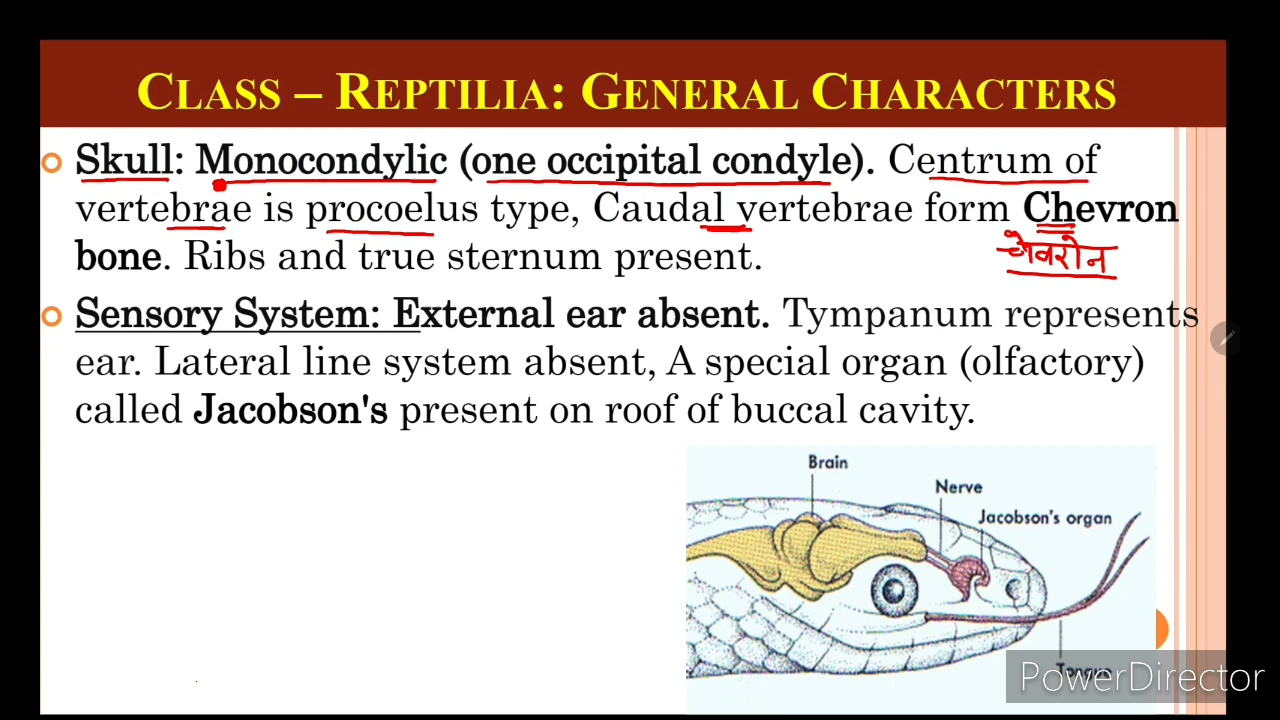 CLASS – REPTILIA: GENERAL CHARACTERS
Skull: Monocondylic (one occipital condyle). Centrum of
vertebrae is procoelus type, Caudal vertebrae form Chevron
bone. Ribs and true sternum present.
चेवरोन
Sensory System: External ear absent. Tympanum represents
ear. Lateral line system absent, A special organ (olfactory)
called Jacobson's present on roof of buccal cavity.
Brain
Nerve
Jacobson's organ
Tongue
PowerDirector